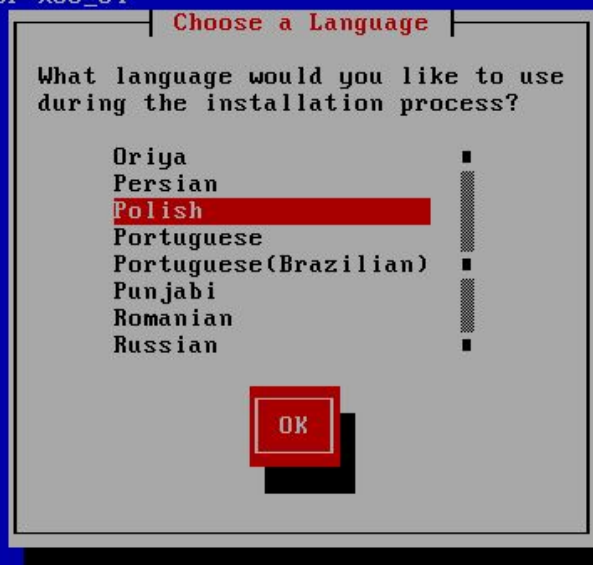 Choose a Language
What language would you like to use
during the installation process?
Oriya
Persian
Polish
Portuguese
Portuguese(Brazilian)
Punjabi
Romanian
Russian
OK